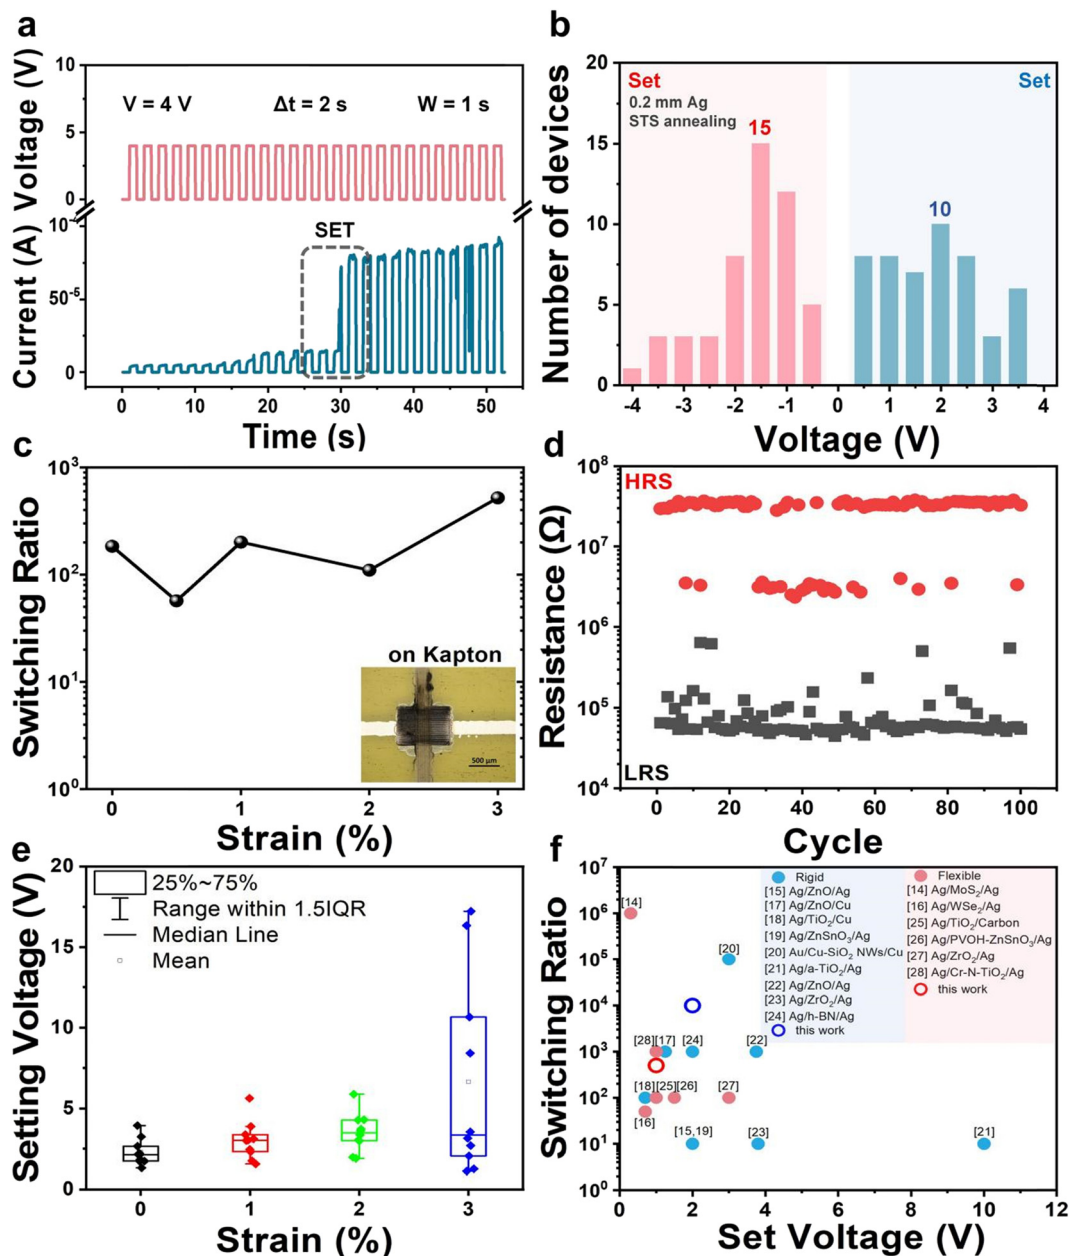 a
Voltage (V)
10
5
0
V = 4 V
Δt = 2 s
W = 1 s
Current (A)
10⁻⁴
50⁻⁵
0
SET
0
10
20
30
40
50
Time (s)
b
Number of devices
20
15
10
5
0
Set
0.2 mm Ag
STS annealing
15
10
Set
-4
-3
-2
-1
0
1
2
3
4
Voltage (V)
c
Switching Ratio
10³
10²
10¹
10⁰
on Kapton
500 μm
0
1
2
3
Strain (%)
d
Resistance (Ω)
10⁸
10⁷
10⁶
10⁵
10⁴
HRS
LRS
0
20
40
60
80
100
Cycle
e
Setting Voltage (V)
20
15
10
5
0
25%~75%
Range within 1.5IQR
Median Line
Mean
0
1
2
3
Strain (%)
f
Switching Ratio
10⁷
10⁶
10⁵
10⁴
10³
10²
10¹
10⁰
[14]
[20]
[28]
[17]
[24]
[22]
[18]
[25]
[26]
[27]
[16]
[15,19]
[23]
[21]
Rigid
[15] Ag/ZnO/Ag
[17] Ag/ZnO/Cu
[18] Ag/TiO₂/Cu
[19] Ag/ZnSnO₃/Ag
[20] Au/Cu-SiO₂ NWs/Cu
[21] Ag/a-TiO₂/Ag
[22] Ag/ZnO/Ag
[23] Ag/ZrO₂/Ag
[24] Ag/h-BN/Ag
this work
Flexible
[14] Ag/MoS₂/Ag
[16] Ag/WSe₂/Ag
[25] Ag/TiO₂/Carbon
[26] Ag/PVOH-ZnSnO₃/Ag
[27] Ag/ZrO₂/Ag
[28] Ag/Cr-N-TiO₂/Ag
this work
0
2
4
6
8
10
12
Set Voltage (V)